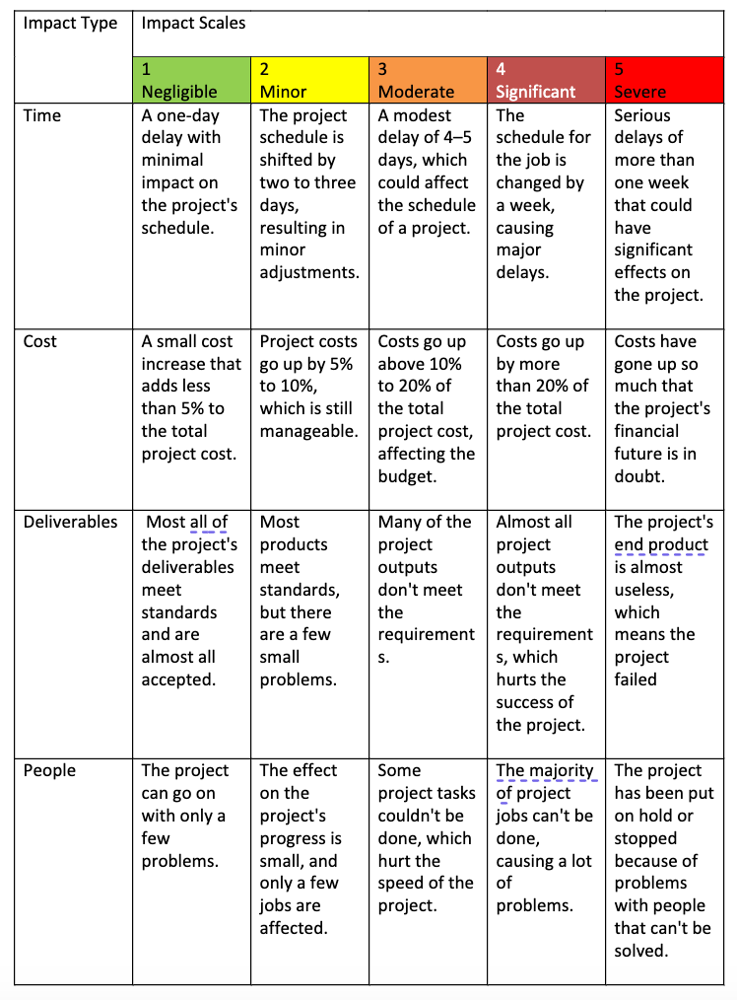 Impact Type
Impact Scales
1
Negligible
2
Minor
3
Moderate
4
Significant
5
Severe
Time
A one-day
delay with
minimal
impact on
the project's
schedule.
The project
schedule is
shifted by
two to three
days,
resulting in
minor
adjustments.
A modest
delay of 4–5
days, which
could affect
the schedule
of a project.
The
schedule for
the job is
changed by
a week,
causing
major
delays.
Serious
delays of
more than
one week
that could
have
significant
effects on
the project.
Cost
A small cost
increase that
adds less
than 5% to
the total
project cost.
Project costs
go up by 5%
to 10%,
which is still
manageable.
Costs go up
above 10%
to 20% of
the total
project cost,
affecting the
budget.
Costs go up
by more
than 20% of
the total
project cost.
Costs have
gone up so
much that
the project's
financial
future is in
doubt.
Deliverables
Most all of
the project's
deliverables
meet
standards
and are
almost all
accepted.
Most
products
meet
standards,
but there
are a few
small
problems.
Many of the
project
outputs
don't meet
the
requirement
s.
Almost all
project
outputs
don't meet
the
requirement
s, which
hurts the
success of
the project.
The project's
end product
is almost
useless,
which
means the
project
failed
People
The project
can go on
with only a
few
problems.
The effect
on the
project's
progress is
small, and
only a few
jobs are
affected.
Some
project tasks
couldn't be
done, which
hurt the
speed of the
project.
The majority
of project
jobs can't be
done,
causing a lot
of
problems.
The project
has been put
on hold or
stopped
because of
problems
with people
that can't be
solved.